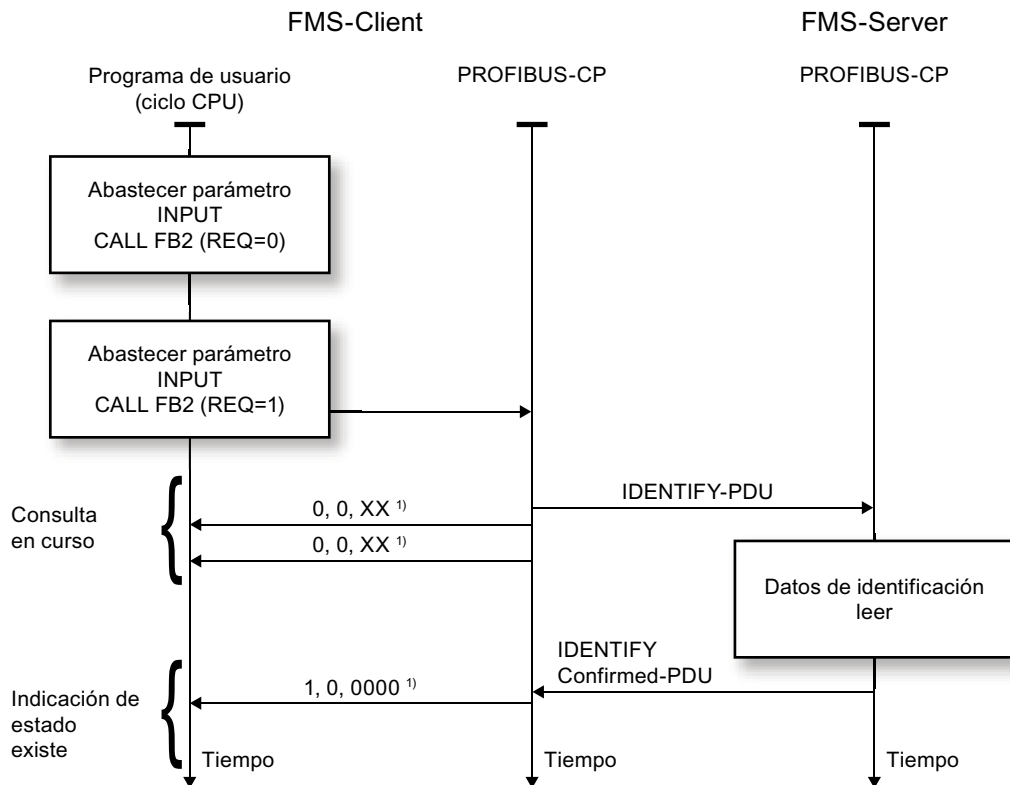 FMS-Client
FMS-Server
Programa de usuario
(ciclo CPU)
PROFIBUS-CP
PROFIBUS-CP
Abastecer parámetro
INPUT
CALL FB2 (REQ=0)
Abastecer parámetro
INPUT
CALL FB2 (REQ=1)
Consulta
en curso
0, 0, XX 1)
0, 0, XX 1)
IDENTIFY-PDU
Datos de identificación
leer
IDENTIFY
Confirmed-PDU
Indicación de
estado
existe
1, 0, 0000 1)
Tiempo
Tiempo
Tiempo